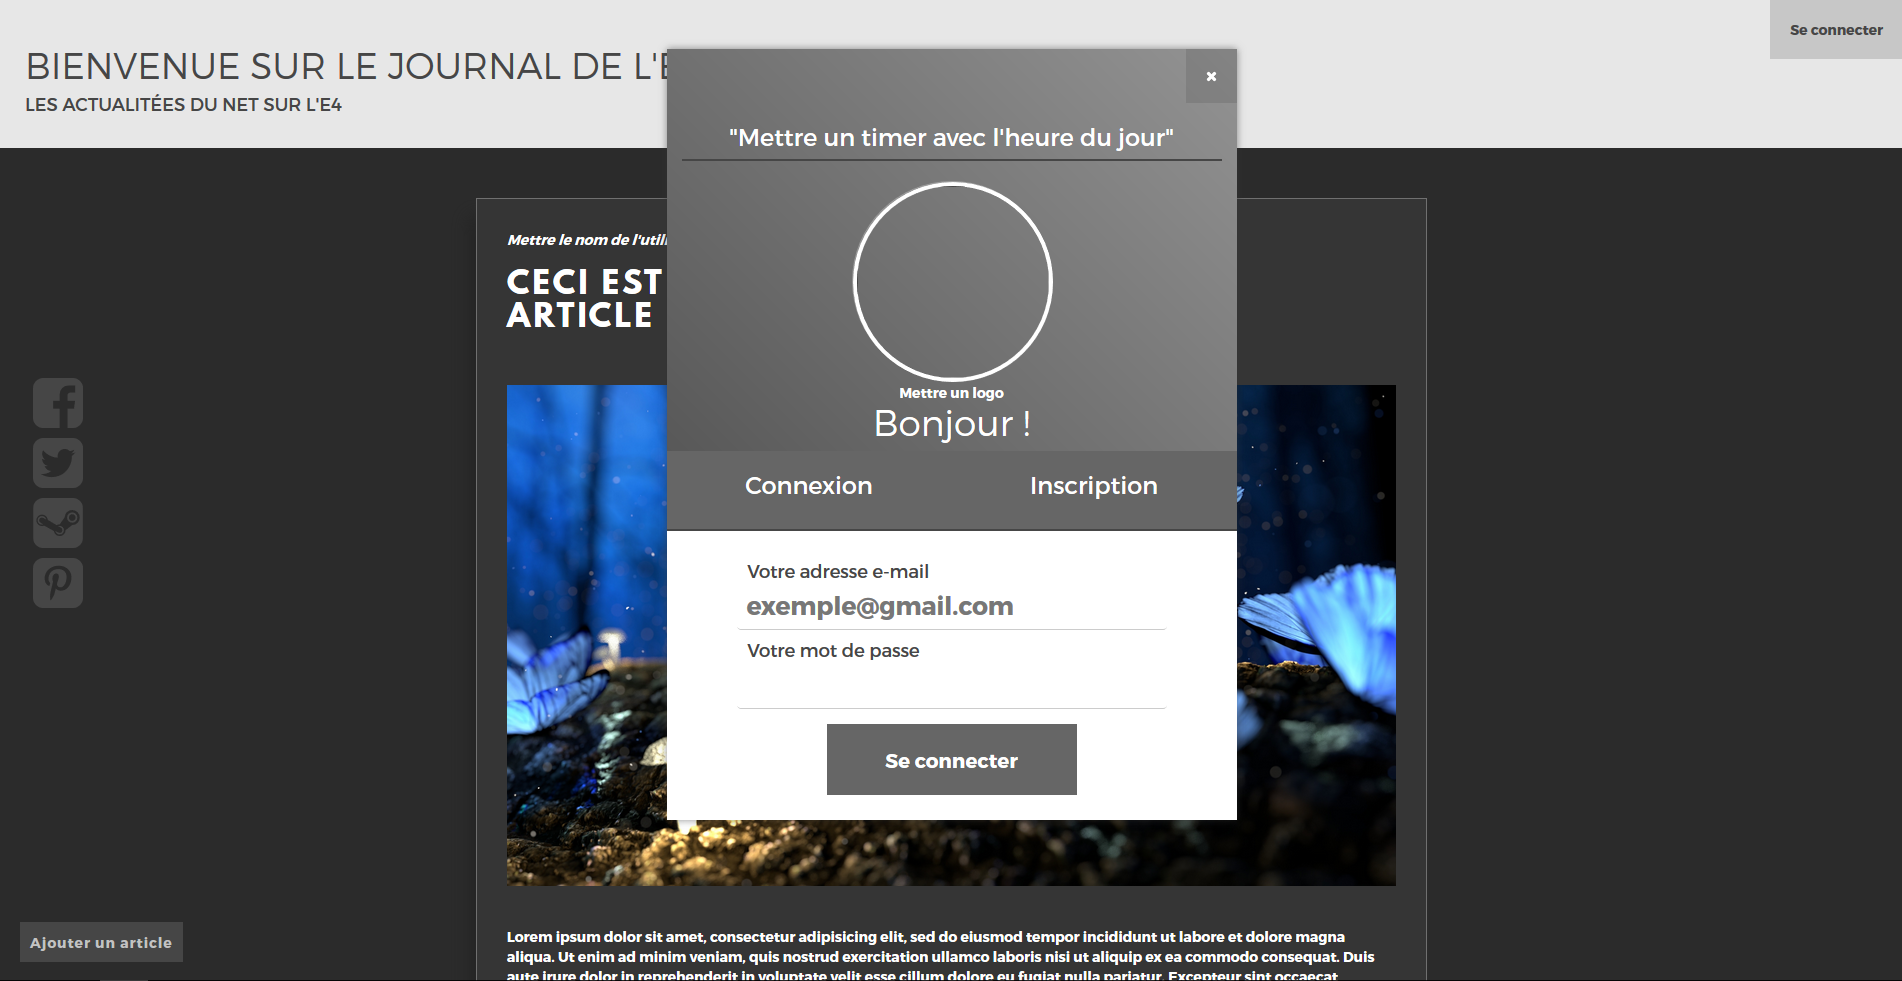 Se connecter
BIENVENUE SUR LE JOURNAL DE L'E
LES ACTUALITÉES DU NET SUR L'E4
"Mettre un timer avec l'heure du jour"
Mettre le nom de l'utili
CECI EST
ARTICLE
Mettre un logo
Bonjour !
Connexion Inscription
Votre adresse e-mail
exemple@gmail.com
Votre mot de passe
Se connecter
Ajouter un article
Lorem ipsum dolor sit amet, consectetur adipisicing elit, sed do eiusmod tempor incididunt ut labore et dolore magna
aliqua. Ut enim ad minim veniam, quis nostrud exercitation ullamco laboris nisi ut aliquip ex ea commodo consequat. Duis
aute irure dolor in reprehenderit in voluptate velit esse cillum dolore eu fugiat nulla pariatur. Excepteur sint occaecat